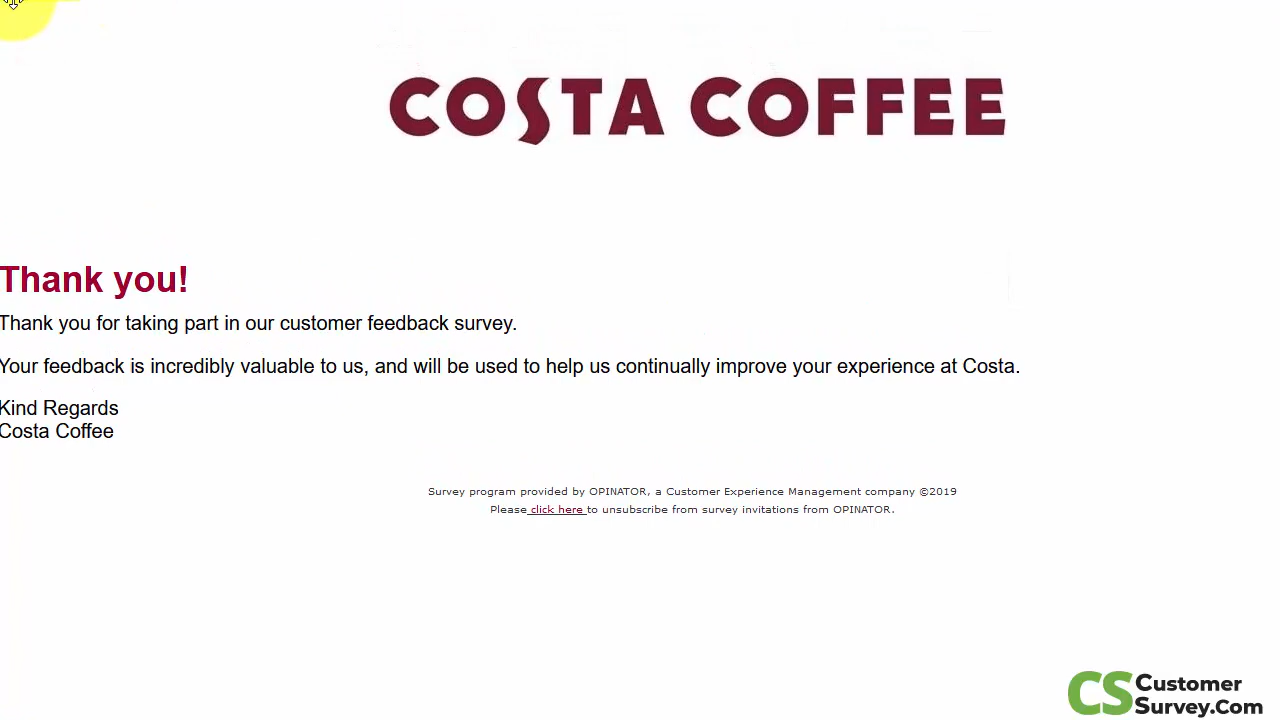 COSTA COFFEE
Thank you!
Thank you for taking part in our customer feedback survey.
Your feedback is incredibly valuable to us, and will be used to help us continually improve your experience at Costa.
Kind Regards
Costa Coffee
Survey program provided by OPINATOR, a Customer Experience Management company ©2019
Please click here to unsubscribe from survey invitations from OPINATOR.
CS Customer
Survey.Com